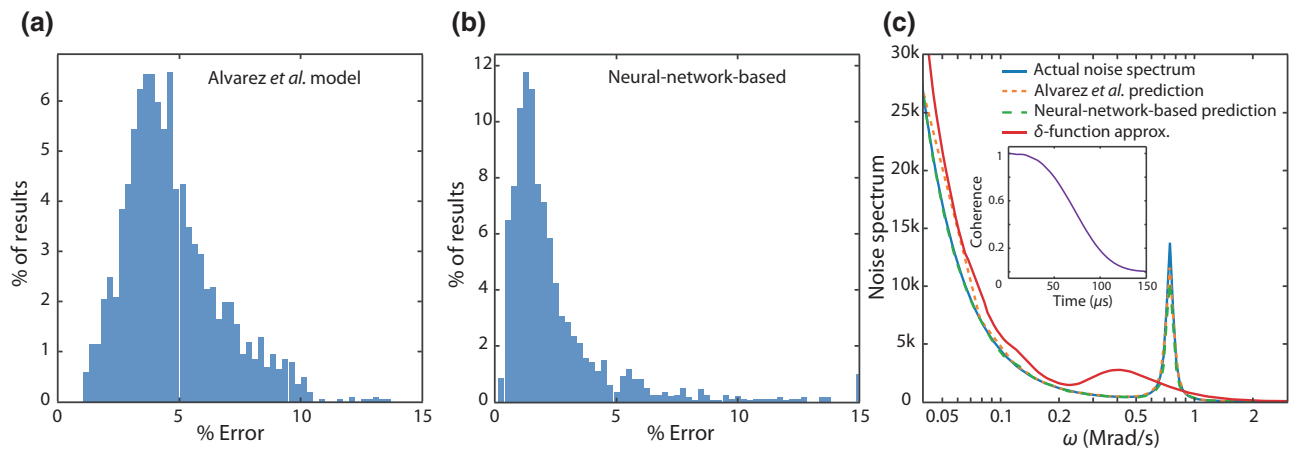 (a)
Alvarez et al. model
% of results
6
5
4
3
2
1
0
0
5
10
15
% Error
(b)
Neural-network-based
% of results
12
10
8
6
4
2
0
0
5
10
15
% Error
(c)
Actual noise spectrum
Alvarez et al. prediction
Neural-network-based prediction
δ-function approx.
Noise spectrum
30k
25k
20k
15k
10k
5k
0
0.05
0.1
0.2
0.5
1
2
ω (Mrad/s)
Coherence
1
0.6
0.2
0
50
100
150
Time (μs)